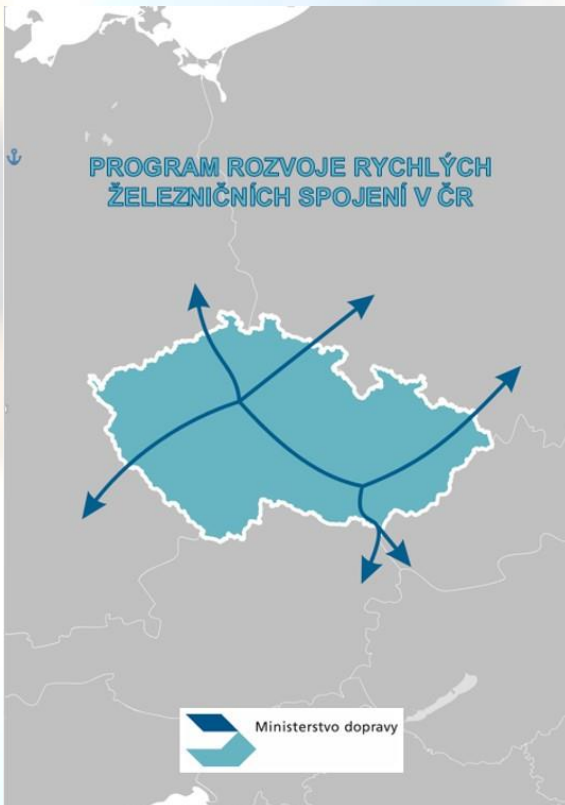 PROGRAM ROZVOJE RYCHLÝCH
ŽELEZNIČNÍCH SPOJENÍ V ČR
Ministerstvo dopravy